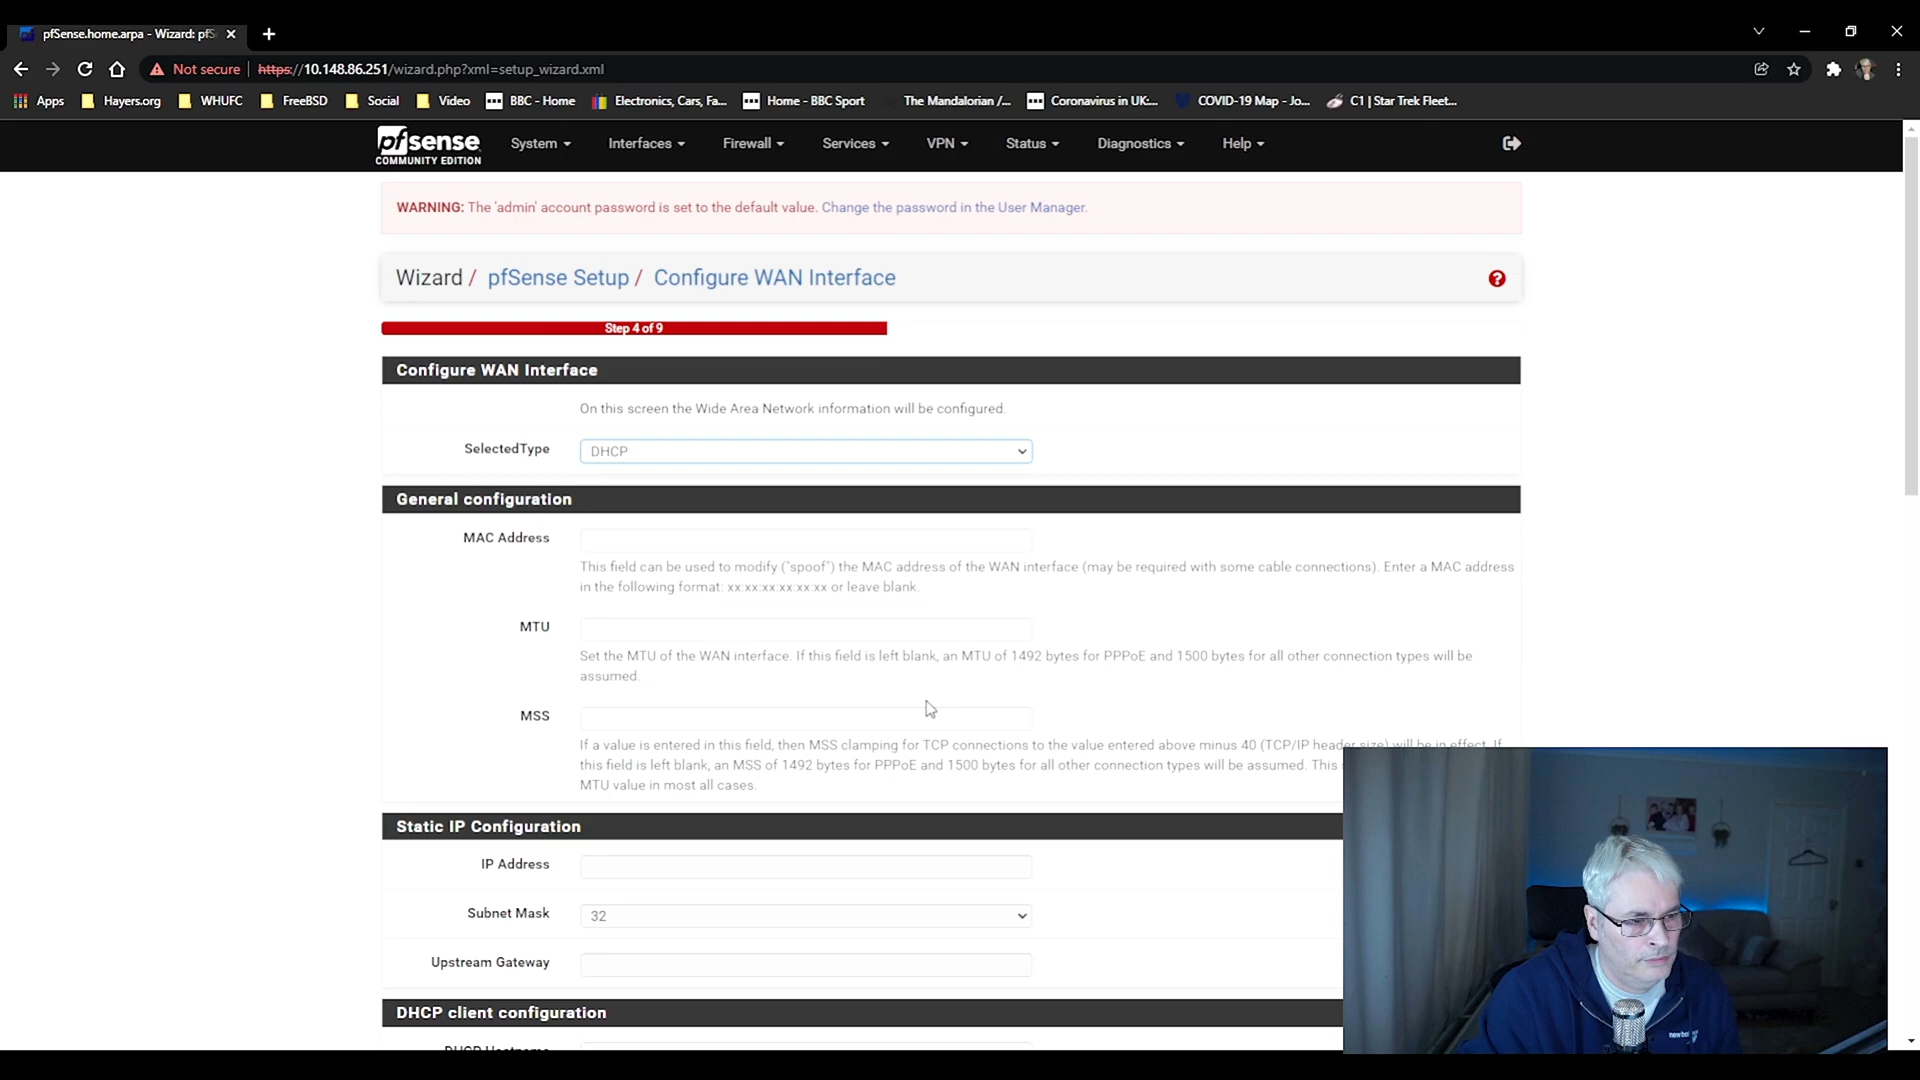 pfSense.home.arpa - Wizard: pfS
Not secure https://10.148.86.251/wizard.php?xml=setup_wizard.xml
Apps Hayers.org WHUFC FreeBSD Social Video BBC - Home Electronics, Cars, Fa... Home - BBC Sport The Mandalorian /... Coronavirus in UK:... COVID-19 Map - Jo... C1 | Star Trek Fleet...
pfsense
COMMUNITY EDITION
System Interfaces Firewall Services VPN Status Diagnostics Help
WARNING: The 'admin' account password is set to the default value. Change the password in the User Manager.
Wizard / pfSense Setup / Configure WAN Interface
Step 4 of 9
Configure WAN Interface
On this screen the Wide Area Network information will be configured.
SelectedType DHCP
General configuration
MAC Address
This field can be used to modify ("spoof") the MAC address of the WAN interface (may be required with some cable connections). Enter a MAC address
in the following format: xx:xx:xx:xx:xx:xx or leave blank.
MTU
Set the MTU of the WAN interface. If this field is left blank, an MTU of 1492 bytes for PPPoE and 1500 bytes for all other connection types will be
assumed.
MSS
If a value is entered in this field, then MSS clamping for TCP connections to the value entered above minus 40 (TCP/IP header size) will be in effect. If
this field is left blank, an MSS of 1492 bytes for PPPoE and 1500 bytes for all other connection types will be assumed. This
MTU value in most all cases.
Static IP Configuration
IP Address
Subnet Mask 32
Upstream Gateway
DHCP client configuration
DHCP Hostname